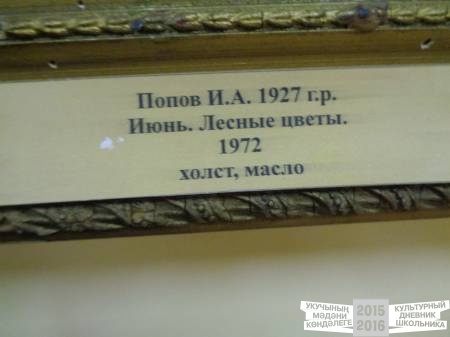 Попов И.А. 1927 г.р.
Июнь. Лесные цветы.
1972
холст, масло
УКУЧЫНЫҢ
МӘДӘНИ
КӨНДӘЛЕГЕ
2015
2016
КУЛЬТУРНЫЙ
ДНЕВНИК
ШКОЛЬНИКА